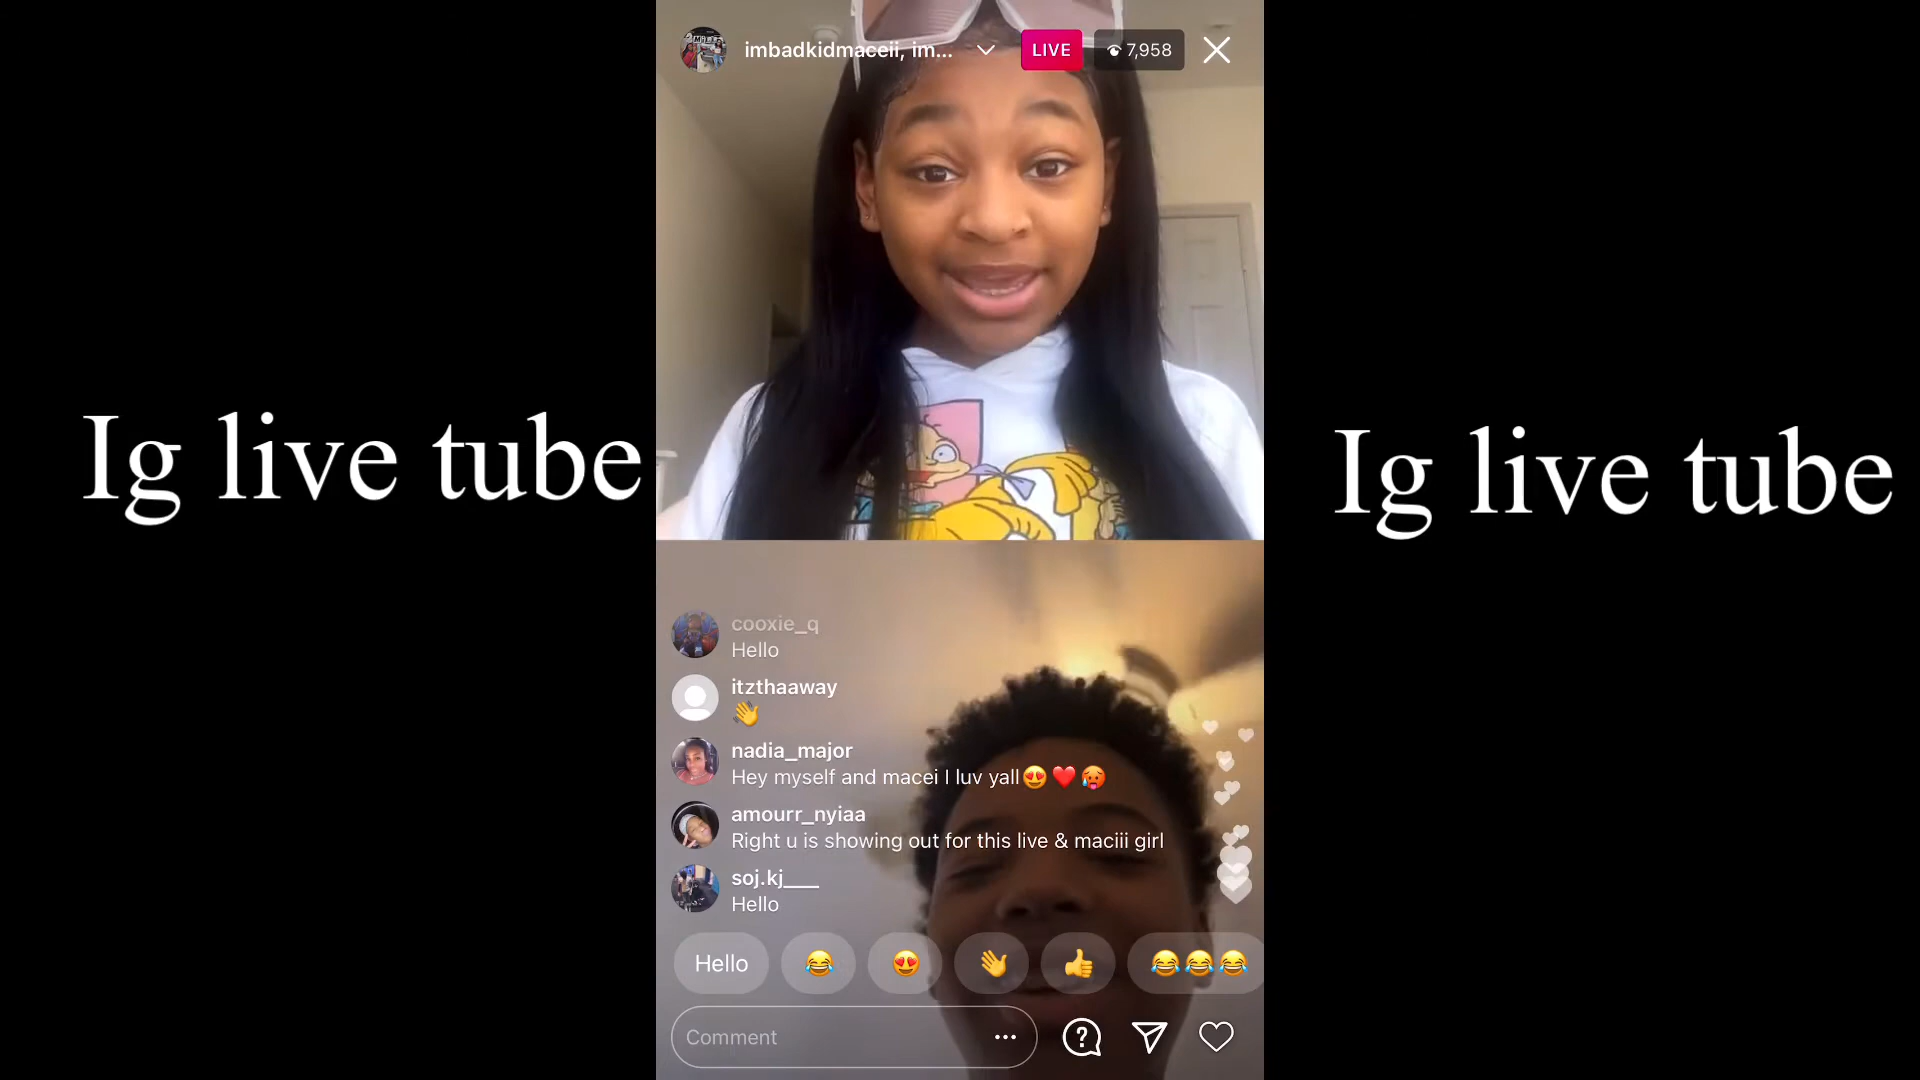 imbadkidmaceii, im...
LIVE
7,958
Ig live tube
Ig live tube
cooxie_q
Hello
itzthaaway
👋
nadia_major
Hey myself and macei I luv yall😍❤️🥵
amourr_nyiaa
Right u is showing out for this live & maciii girl
soj.kj___
Hello
Hello 😂 😍 👋 👍 😂😂😂
Comment